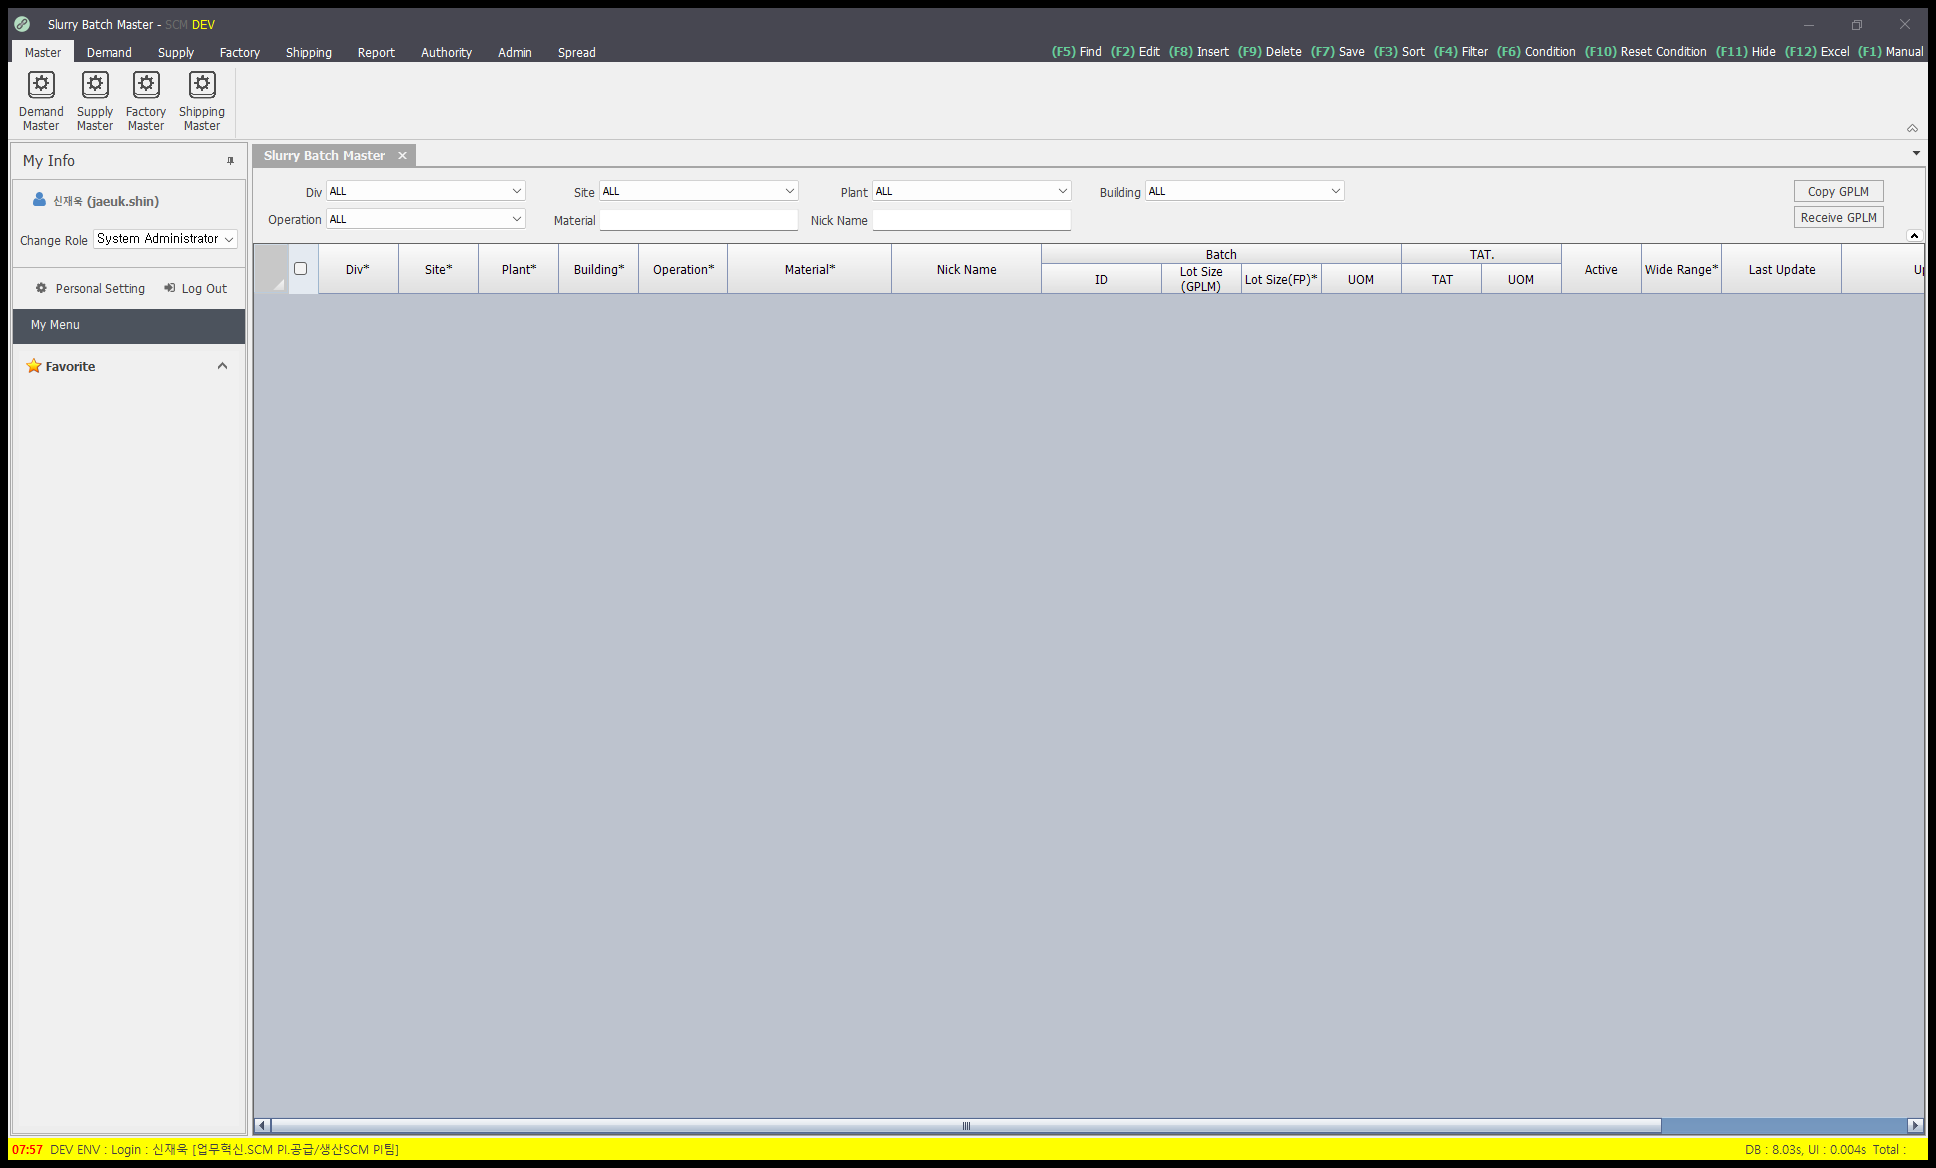 Slurry Batch Master - SCM DEV
Master Demand Supply Factory Shipping Report Authority Admin Spread (F5) Find (F2) Edit (F8) Insert (F9) Delete (F7) Save (F3) Sort (F4) Filter (F6) Condition (F10) Reset Condition (F11) Hide (F12) Excel (F1) Manual
Demand Master
Supply Master
Factory Master
Shipping Master
My Info
신재욱 (jaeuk.shin)
Change Role System Administrator
Personal Setting Log Out
My Menu
Favorite
Slurry Batch Master
Div ALL Site ALL Plant ALL Building ALL Copy GPLM
Operation ALL Material Nick Name Receive GPLM
Batch TAT.
Div* Site* Plant* Building* Operation* Material* Nick Name ID Lot Size (GPLM) Lot Size(FP)* UOM TAT UOM Active Wide Range* Last Update
07:57 DEV ENV : Login : 신재욱 [업무혁신.SCM PI.공급/생산SCM PI팀] DB : 8.03s, UI : 0.004s Total :